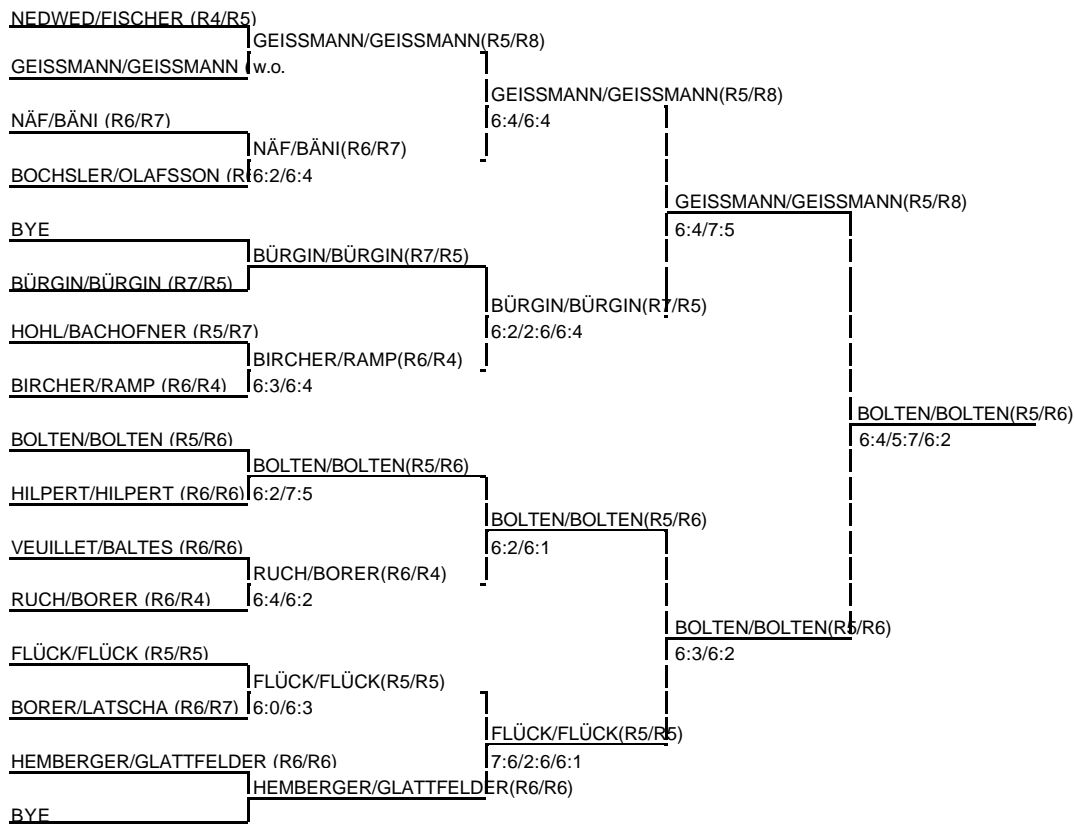 NEDWED/FISCHER (R4/R5)
GEISSMANN/GEISSMANN(R5/R8)
GEISSMANN/GEISSMANN (
w.o.
GEISSMANN/GEISSMANN(R5/R8)
NÄF/BÄNI (R6/R7)
6:4/6:4
NÄF/BÄNI(R6/R7)
BOCHSLER/OLAFSSON (R
6:2/6:4
GEISSMANN/GEISSMANN(R5/R8)
BYE
6:4/7:5
BÜRGIN/BÜRGIN(R7/R5)
BÜRGIN/BÜRGIN (R7/R5)
BÜRGIN/BÜRGIN(R7/R5)
HOHL/BACHOFNER (R5/R7)
6:2/2:6/6:4
BIRCHER/RAMP(R6/R4)
BIRCHER/RAMP (R6/R4)
6:3/6:4
BOLTEN/BOLTEN(R5/R6)
BOLTEN/BOLTEN (R5/R6)
6:4/5:7/6:2
BOLTEN/BOLTEN(R5/R6)
HILPERT/HILPERT (R6/R6)
6:2/7:5
BOLTEN/BOLTEN(R5/R6)
VEUILLET/BALTES (R6/R6)
6:2/6:1
RUCH/BORER(R6/R4)
RUCH/BORER (R6/R4)
6:4/6:2
BOLTEN/BOLTEN(R5/R6)
FLÜCK/FLÜCK (R5/R5)
6:3/6:2
FLÜCK/FLÜCK(R5/R5)
BORER/LATSCHA (R6/R7)
6:0/6:3
FLÜCK/FLÜCK(R5/R5)
HEMBERGER/GLATTFELDER (R6/R6)
7:6/2:6/6:1
HEMBERGER/GLATTFELDER(R6/R6)
BYE